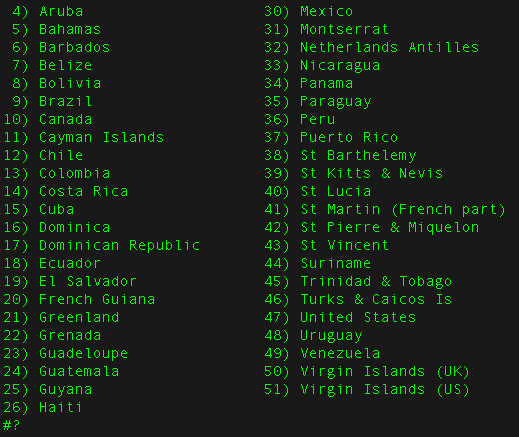 4) Aruba 30) Mexico
5) Bahamas 31) Montserrat
6) Barbados 32) Netherlands Antilles
7) Belize 33) Nicaragua
8) Bolivia 34) Panama
9) Brazil 35) Paraguay
10) Canada 36) Peru
11) Cayman Islands 37) Puerto Rico
12) Chile 38) St Barthelemy
13) Colombia 39) St Kitts & Nevis
14) Costa Rica 40) St Lucia
15) Cuba 41) St Martin (French part)
16) Dominica 42) St Pierre & Miquelon
17) Dominican Republic 43) St Vincent
18) Ecuador 44) Suriname
19) El Salvador 45) Trinidad & Tobago
20) French Guiana 46) Turks & Caicos Is
21) Greenland 47) United States
22) Grenada 48) Uruguay
23) Guadeloupe 49) Venezuela
24) Guatemala 50) Virgin Islands (UK)
25) Guyana 51) Virgin Islands (US)
26) Haiti
#?